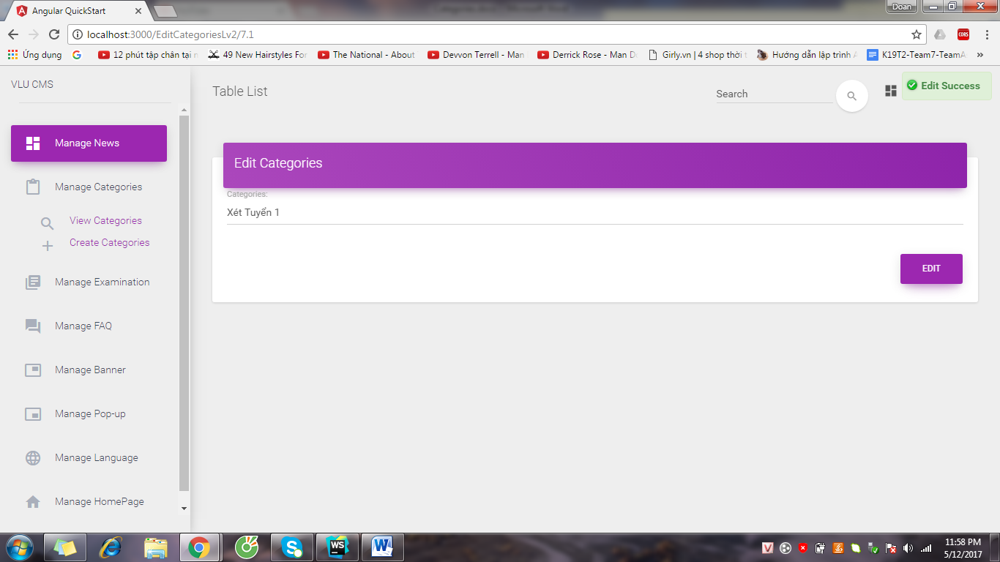 Angular QuickStart
Doan
localhost:3000/EditCategoriesLv2/7.1
CORS
Ứng dụng
12 phút tập chân tại n
49 New Hairstyles For
The National - About
Devvon Terrell - Man
Derrick Rose - Man Do
Girly.vn | 4 shop thời t
Hướng dẫn lập trình A
K19T2-Team7-TeamA
VLU CMS
Table List
Search
Edit Success
Manage News
Edit Categories
Manage Categories
Categories:
Xét Tuyển 1
View Categories
Create Categories
EDIT
Manage Examination
Manage FAQ
Manage Banner
Manage Pop-up
Manage Language
Manage HomePage
WS
11:58 PM
5/12/2017